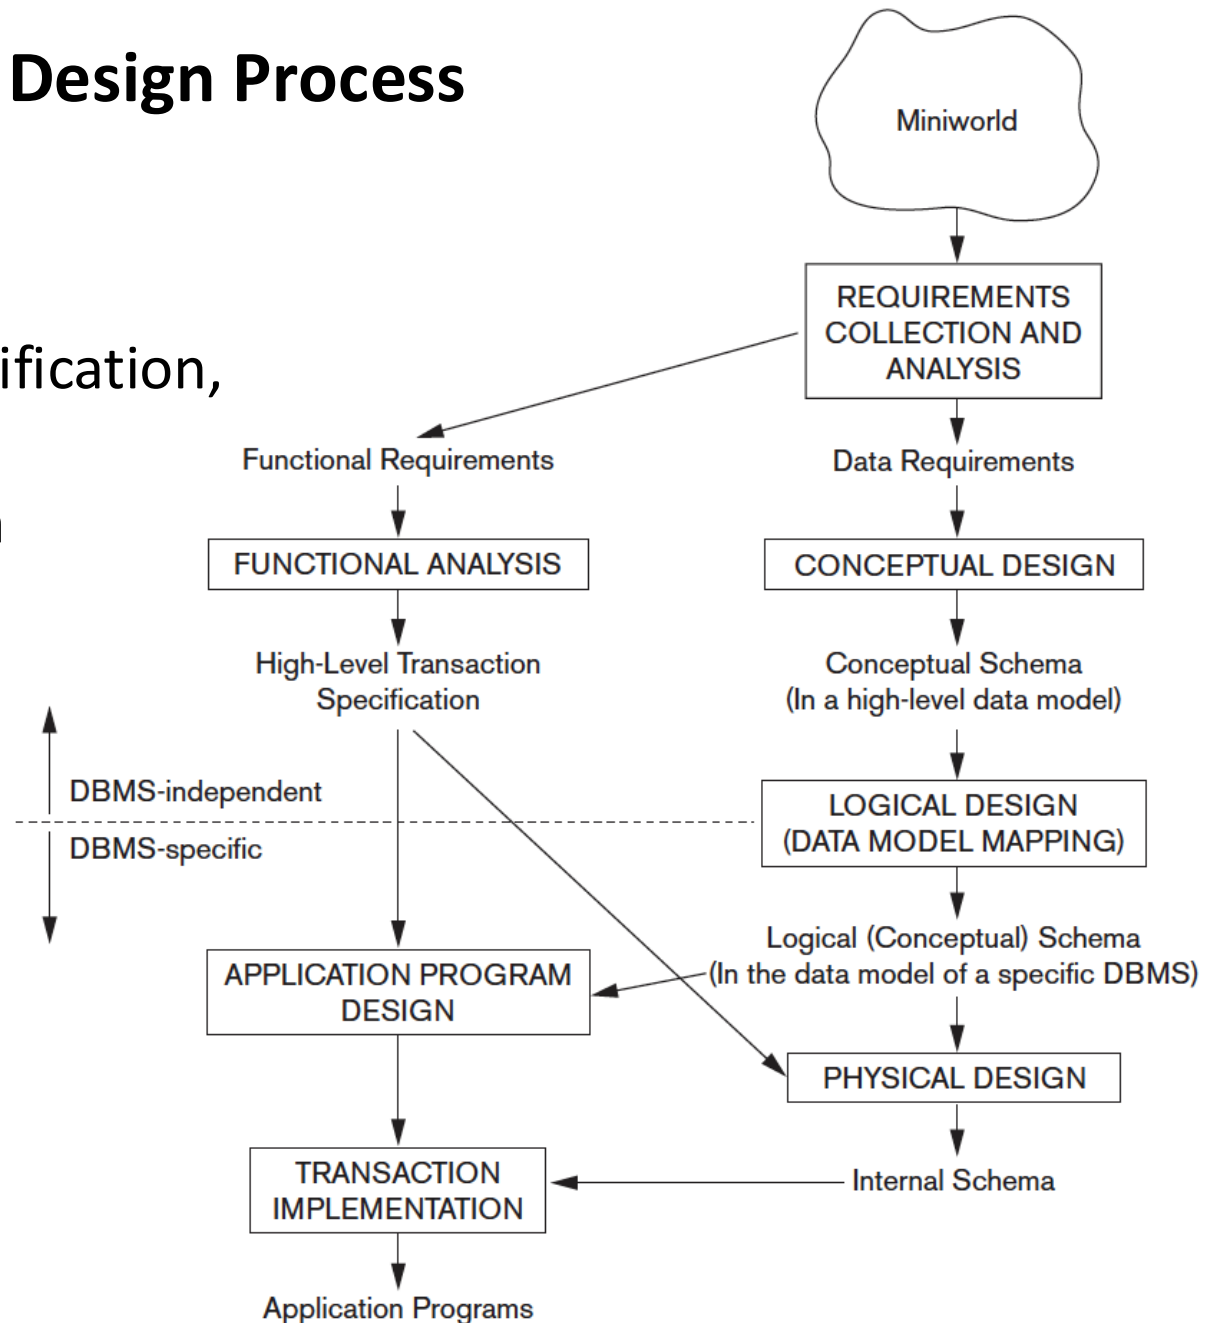 Design Process
Miniworld
REQUIREMENTS
COLLECTION AND
ANALYSIS
ification,
Functional Requirements
Data Requirements
FUNCTIONAL ANALYSIS
CONCEPTUAL DESIGN
High-Level Transaction
Specification
Conceptual Schema
(In a high-level data model)
DBMS-independent
DBMS-specific
LOGICAL DESIGN
(DATA MODEL MAPPING)
Logical (Conceptual) Schema
(In the data model of a specific DBMS)
APPLICATION PROGRAM
DESIGN
PHYSICAL DESIGN
TRANSACTION
IMPLEMENTATION
Internal Schema
Application Programs